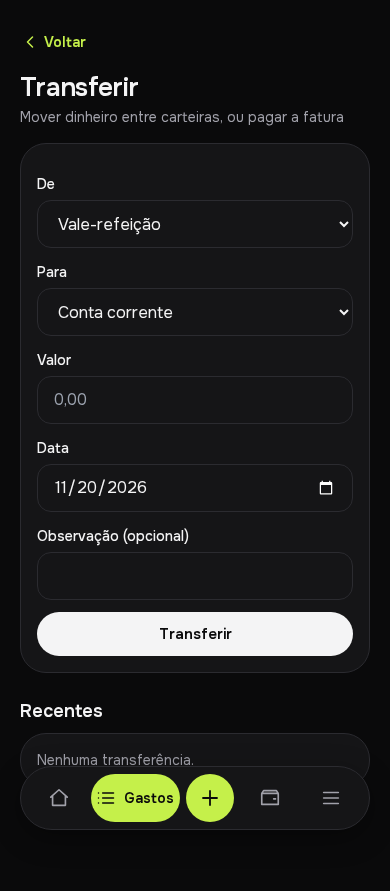 Voltar
Transferir
Mover dinheiro entre carteiras, ou pagar a fatura
De
Vale-refeição
Para
Conta corrente
Valor
0,00
Data
11/20/2026
Observação (opcional)
Transferir
Recentes
Nenhuma transferência.
Gastos